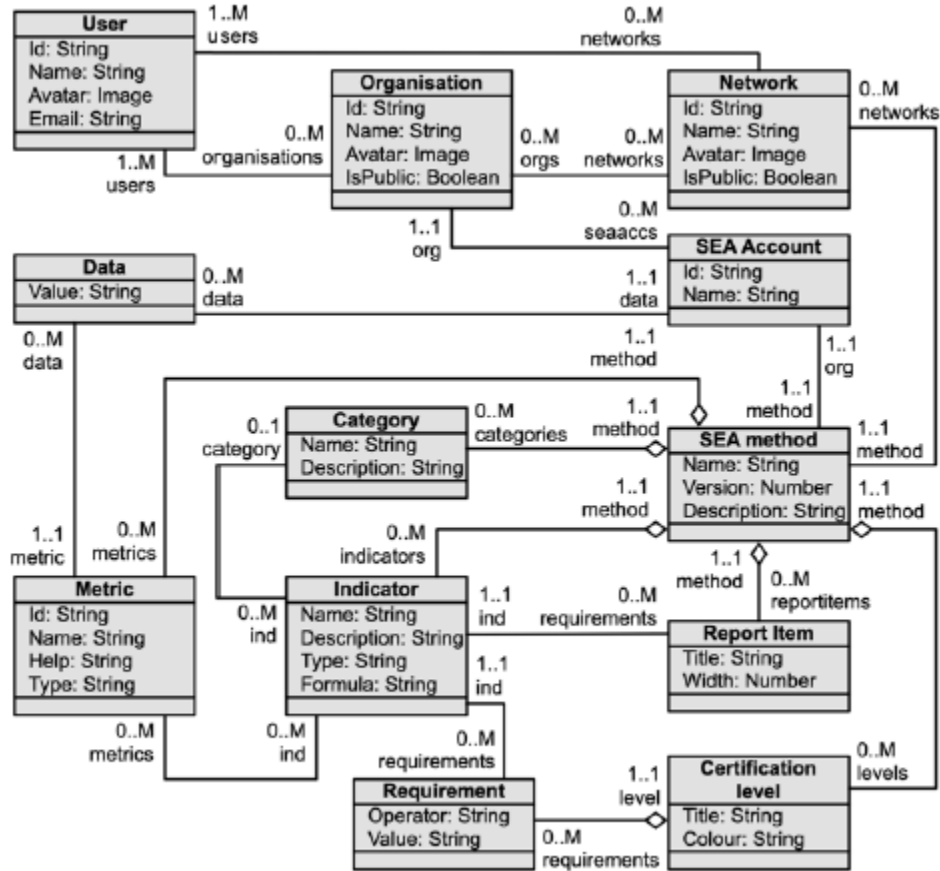 User
Id: String
Name: String
Avatar: Image
Email: String
1..M
users
0..M
networks
Organisation
Id: String
Name: String
Avatar: Image
IsPublic: Boolean
Network
Id: String
Name: String
Avatar: Image
IsPublic: Boolean
0..M
networks
0..M
organisations
1..M
users
0..M
orgs
0..M
networks
1..1
org
0..M
seaaccs
SEA Account
Id: String
Name: String
Data
Value: String
0..M
data
1..1
data
0..M
data
1..1
method
1..1
org
1..1
method
0..1
category
Category
Name: String
Description: String
0..M
categories
1..1
method
SEA method
Name: String
Version: Number
Description: String
1..1
method
1..1
method
1..1
method
1..1
metric
0..M
metrics
0..M
indicators
1..1
method
0..M
reportitems
Metric
Id: String
Name: String
Help: String
Type: String
0..M
ind
Indicator
Name: String
Description: String
Type: String
Formula: String
1..1
ind
0..M
requirements
Report Item
Title: String
Width: Number
1..1
ind
0..M
metrics
0..M
ind
0..M
requirements
Requirement
Operator: String
Value: String
1..1
level
0..M
requirements
Certification
level
Title: String
Colour: String
0..M
levels